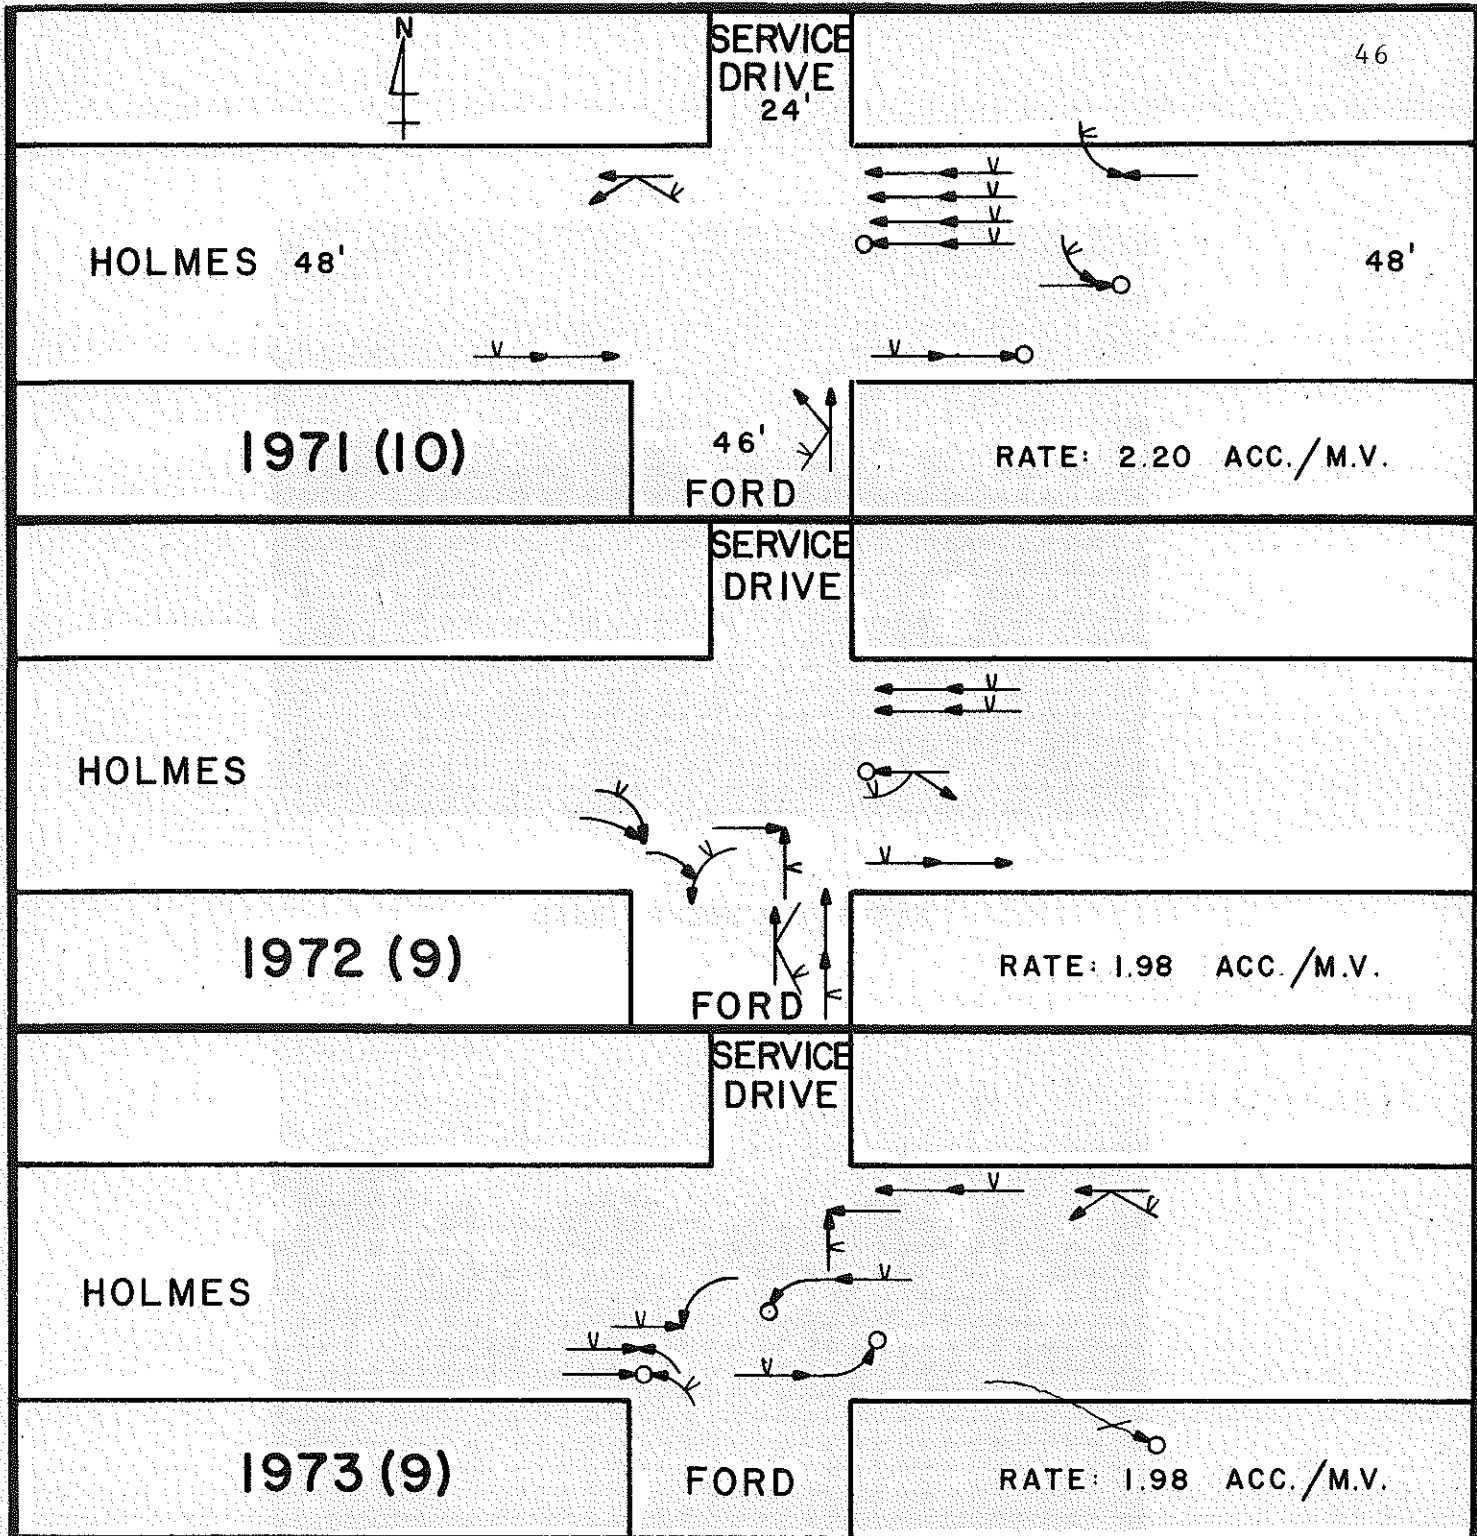 46
N
SERVICE
DRIVE
24'
HOLMES 48'
48'
1971 (10)
46'
FORD
RATE: 2.20 ACC./M.V.
SERVICE
DRIVE
HOLMES
1972 (9)
FORD
RATE: 1.98 ACC./M.V.
SERVICE
DRIVE
HOLMES
1973 (9)
FORD
RATE: 1.98 ACC./M.V.